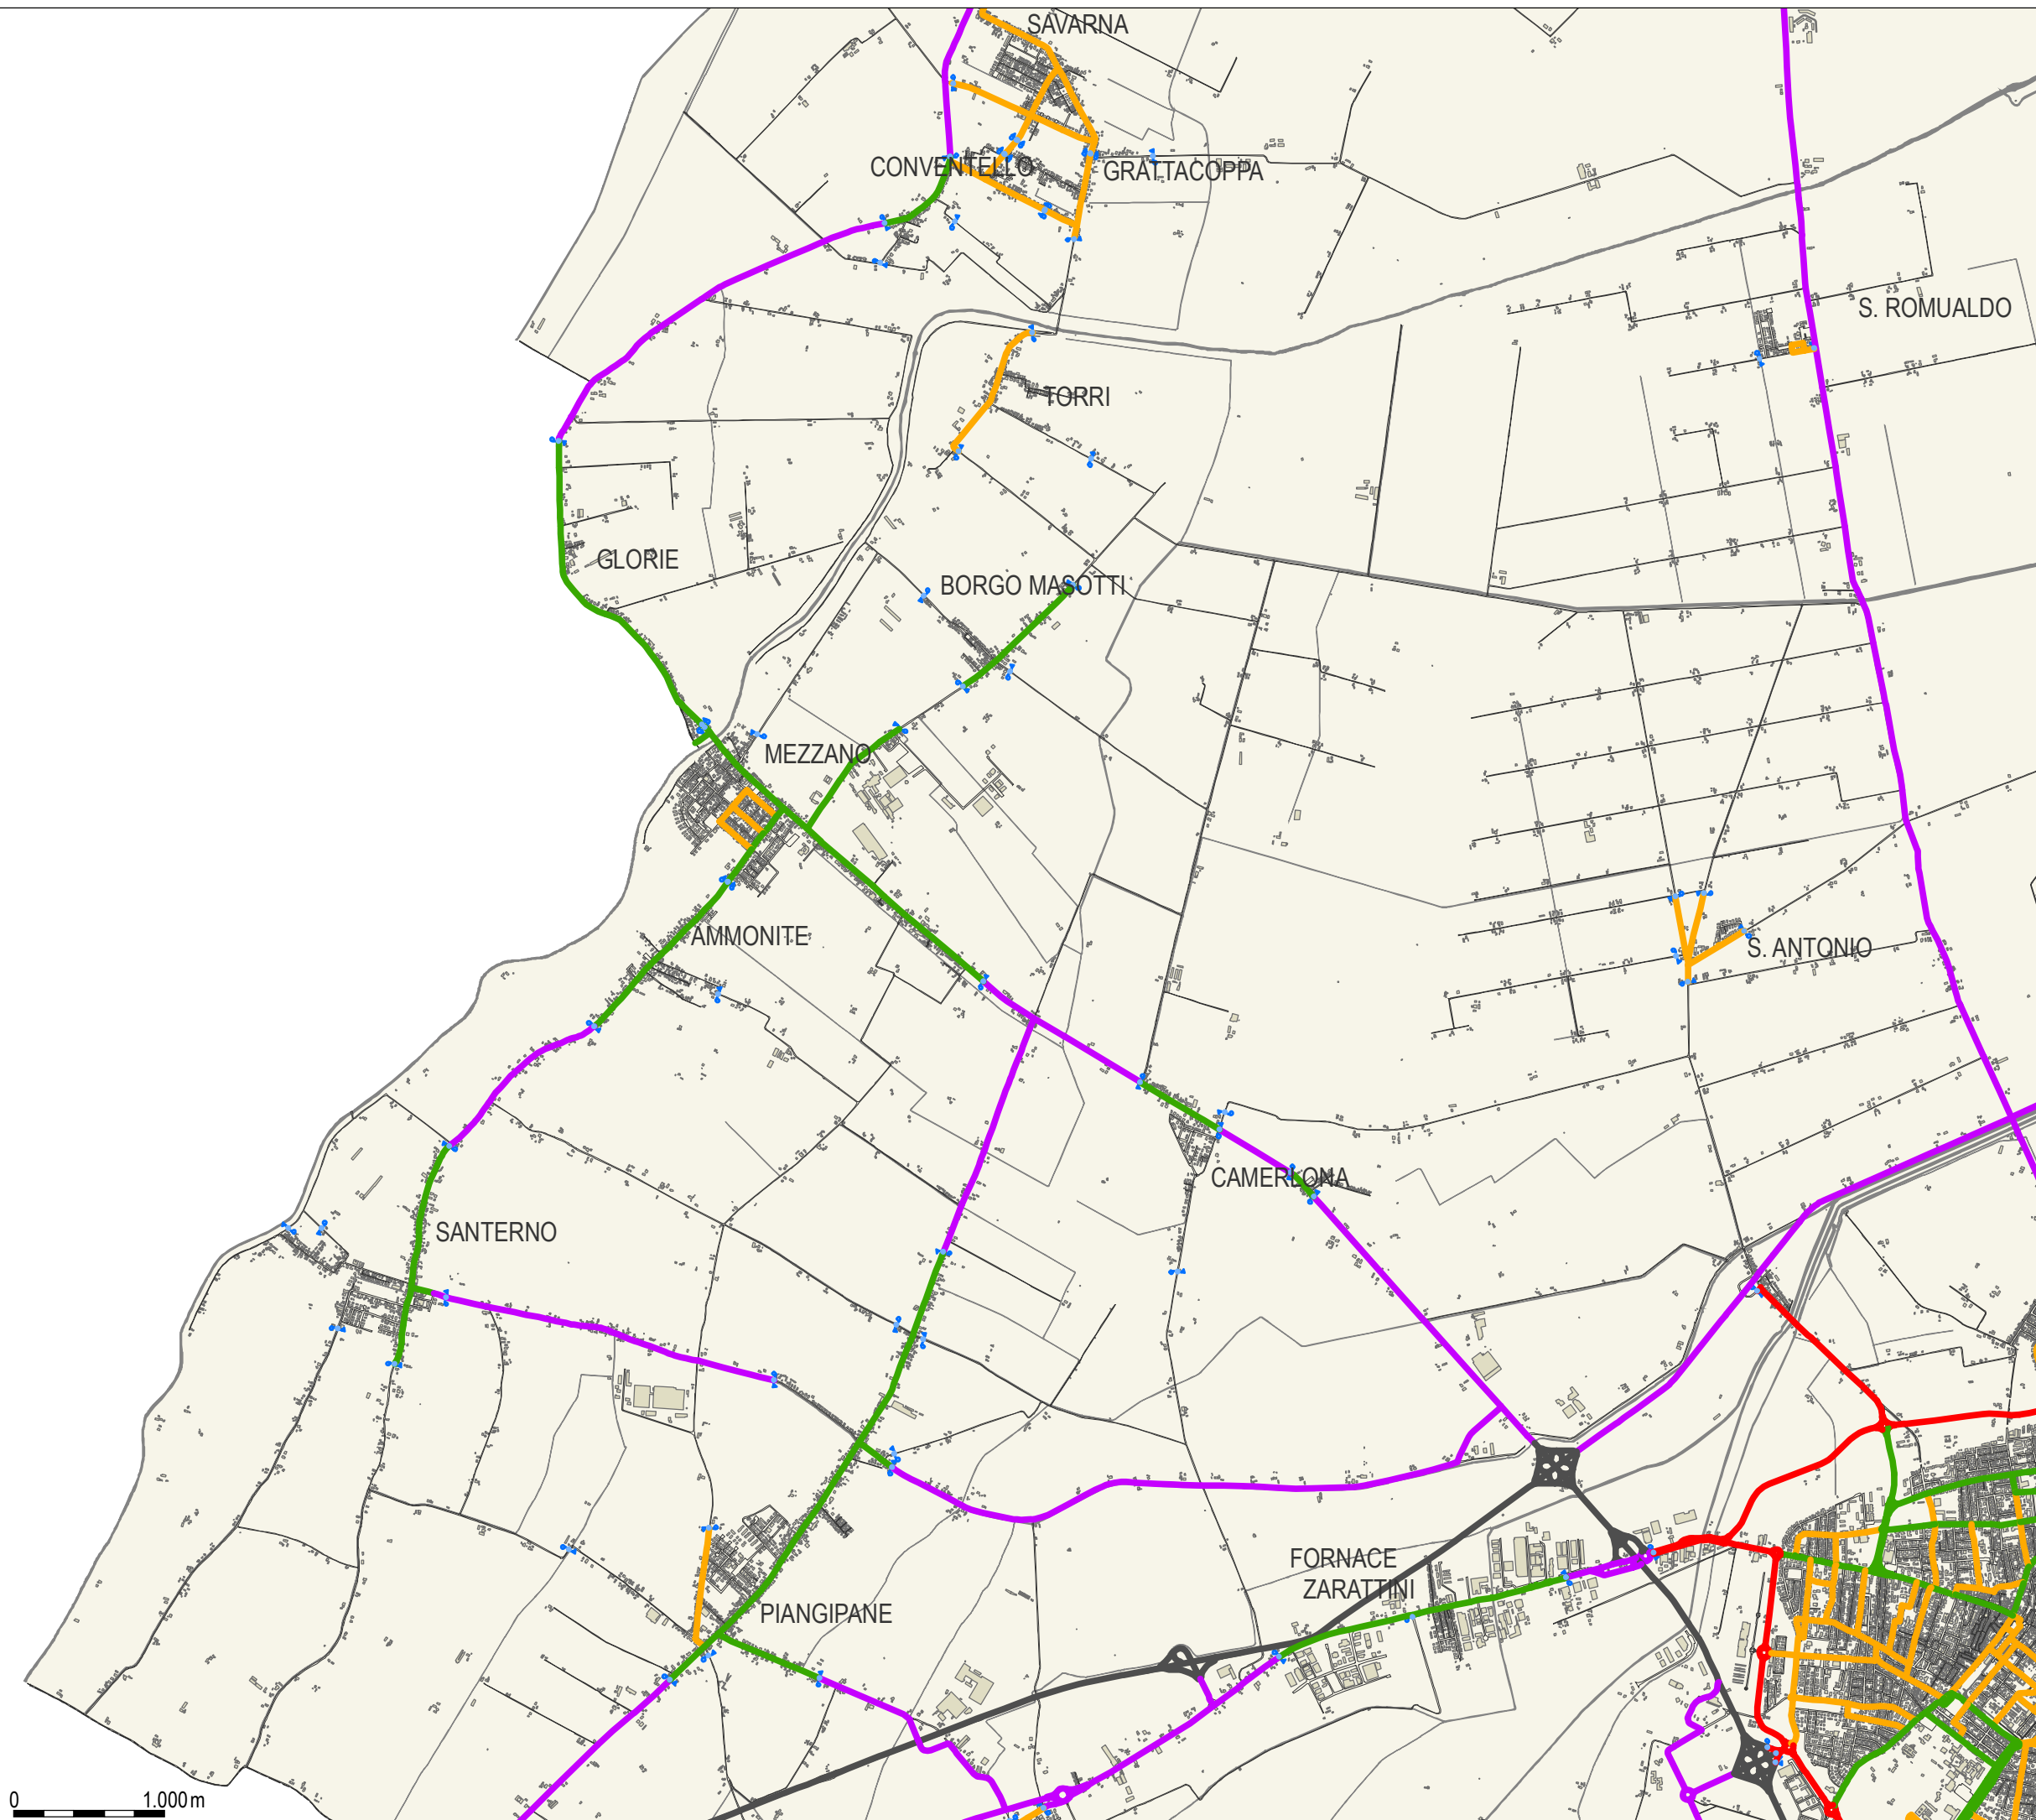 SAVARNA
CONVENTELLO
GRATTACOPPA
S. ROMUALDO
TORRI
GLORIE
BORGO MASOTTI
MEZZANO
AMMONITE
S. ANTONIO
CAMERLONA
SANTERNO
FORNACE
ZARATTINI
PIANGIPANE
0 1.000 m